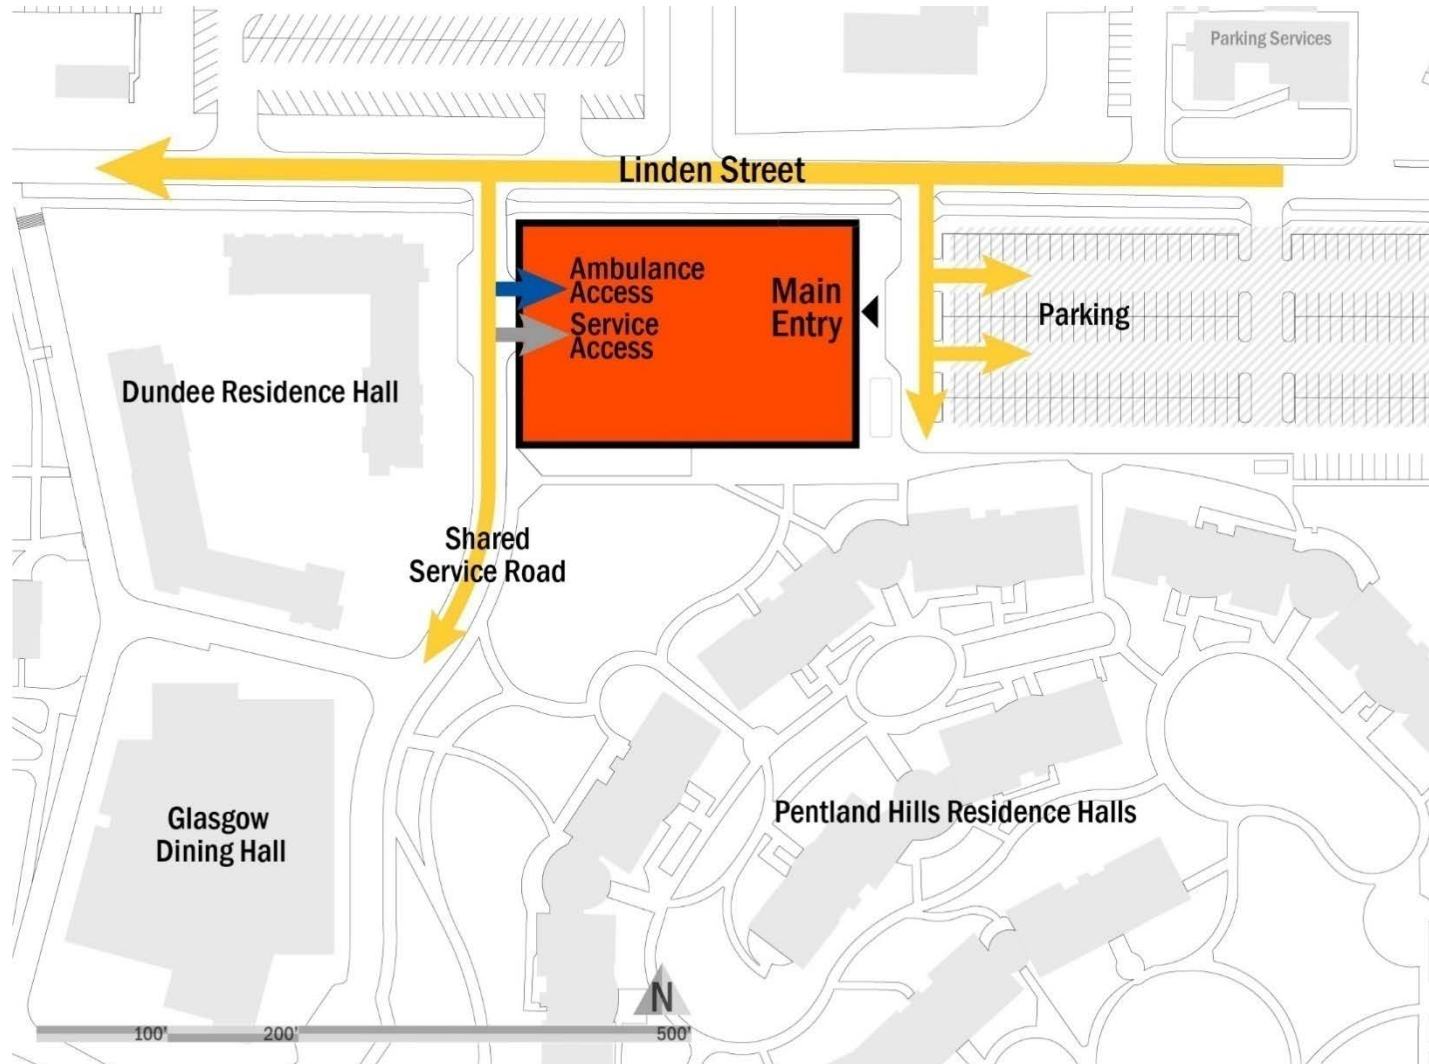 Parking Services
Linden Street
Ambulance
Access
Service
Access
Main
Entry
Parking
Dundee Residence Hall
Shared
Service Road
Glasgow
Dining Hall
Pentland Hills Residence Halls
N
100' 200' 500'